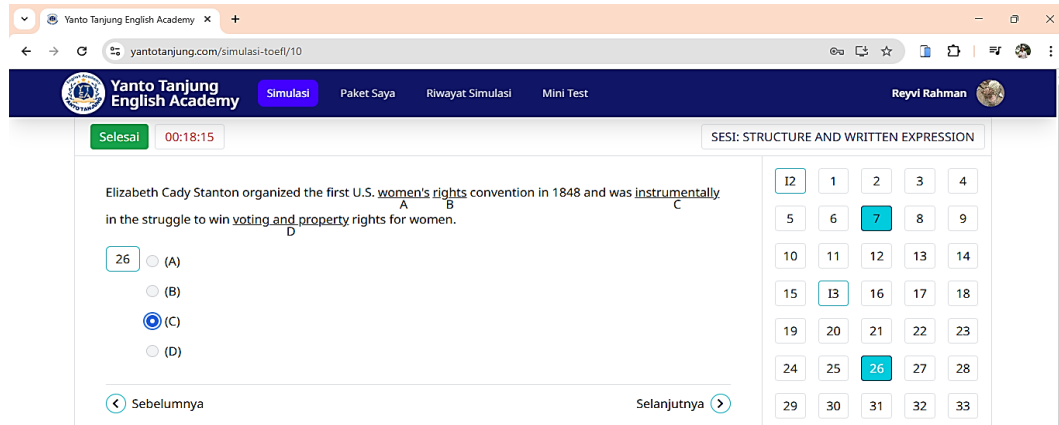 Yanto Tanjung English Academy
yantotanjung.com/simulasi-toefl/10
Yanto Tanjung
English Academy
Simulasi
Paket Saya
Riwayat Simulasi
Mini Test
Reyvi Rahman
Selesai
00:18:15
SESI: STRUCTURE AND WRITTEN EXPRESSION
Elizabeth Cady Stanton organized the first U.S. women's rights convention in 1848 and was instrumentally
A B C
in the struggle to win voting and property rights for women.
D
26
(A)
(B)
(C)
(D)
Sebelumnya
Selanjutnya
I2 1 2 3 4
5 6 7 8 9
10 11 12 13 14
15 I3 16 17 18
19 20 21 22 23
24 25 26 27 28
29 30 31 32 33